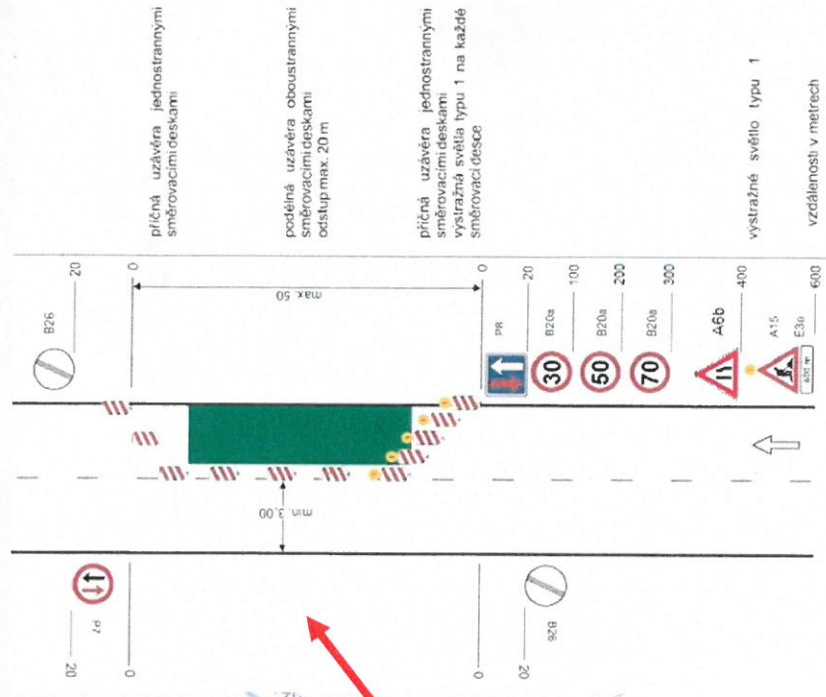 příčná uzávěra jednostrannými
směrovacími deskami
podélná uzávěra oboustrannými
směrovacími deskami
odstup max. 20 m
příčná uzávěra jednostrannými
směrovacími deskami
výstražná světla typu 1 na každé
směrovací desce
výstražné světlo typu 1
vzdálenosti v metrech
B26
20
0
max. 50
0
P8
20
30
B20a
100
50
B20a
200
70
B20a
300
A6b
400
A15
E3a
600 m
600
min. 3,00
P7
20
0
0
20
B26